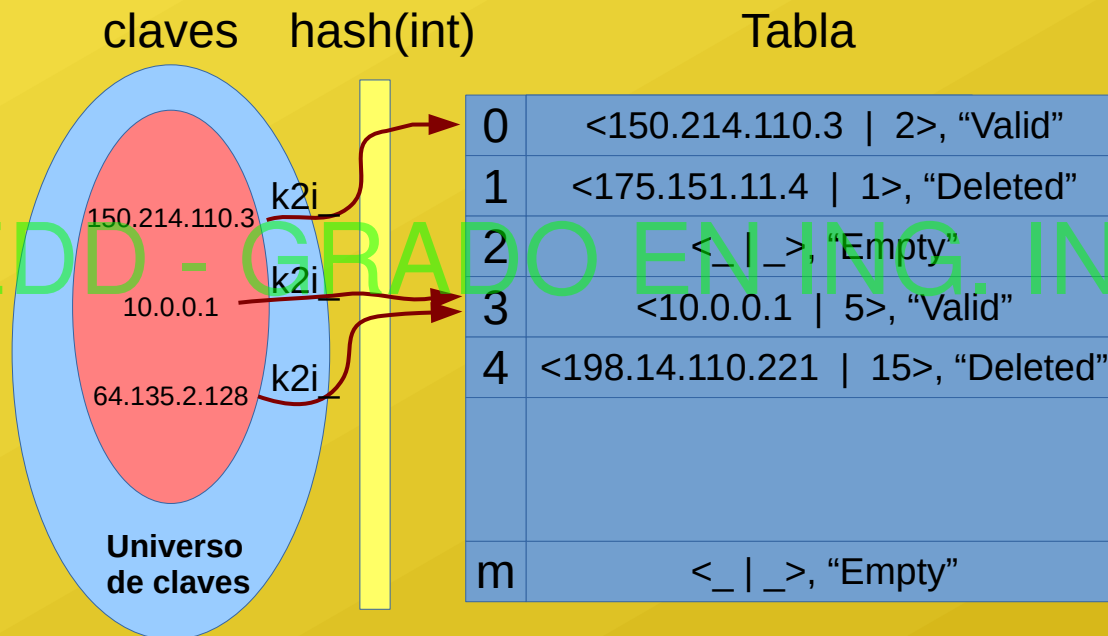 claves hash(int) Tabla
0 <150.214.110.3 | 2>, “Valid”
1 <175.151.11.4 | 1>, “Deleted”
2 <_ | _>, “Empty”
3 <10.0.0.1 | 5>, “Valid”
4 <198.14.110.221 | 15>, “Deleted”
m <_ | _>, “Empty”
k2i_
150.214.110.3
k2i_
10.0.0.1
k2i_
64.135.2.128
Universo
de claves
EDD - GRADO EN ING. IN